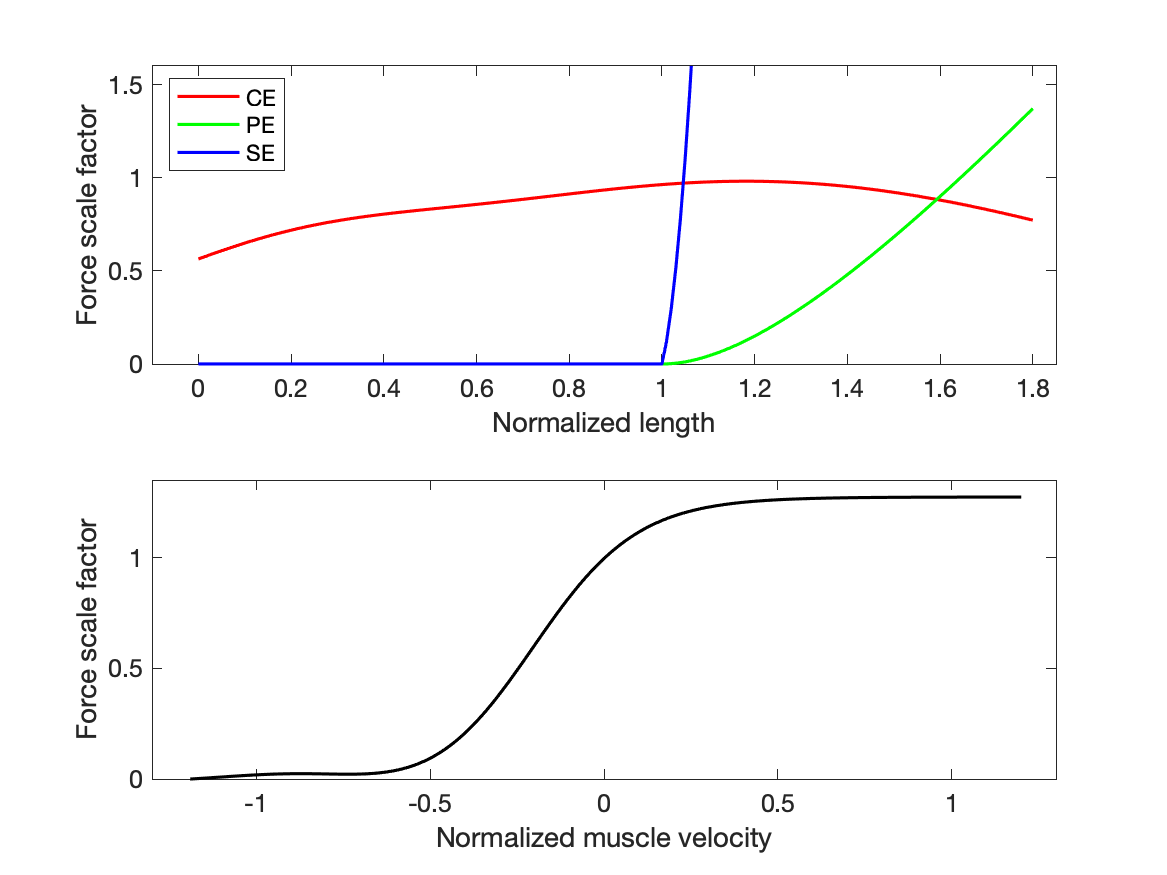 Force scale factor
1.5
1
0.5
0
CE
PE
SE
0 0.2 0.4 0.6 0.8 1 1.2 1.4 1.6 1.8
Normalized length
Force scale factor
1
0.5
0
-1 -0.5 0 0.5 1
Normalized muscle velocity